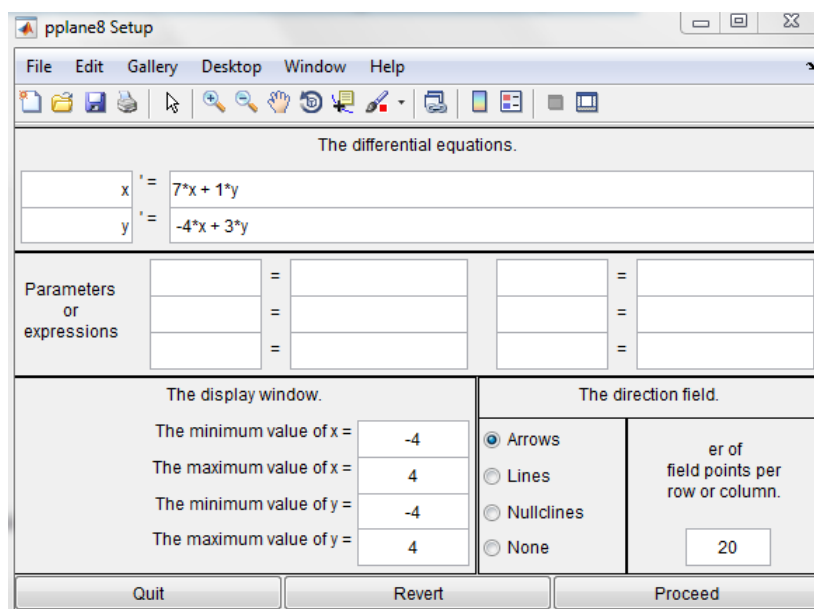 pplane8 Setup
File Edit Gallery Desktop Window Help
The differential equations.
x ' = 7*x + 1*y
y ' = -4*x + 3*y
Parameters
or
expressions
= =
= =
= =
The display window.
The minimum value of x = -4
The maximum value of x = 4
The minimum value of y = -4
The maximum value of y = 4
The direction field.
Arrows
Lines
Nullclines
None
er of
field points per
row or column.
20
Quit Revert Proceed